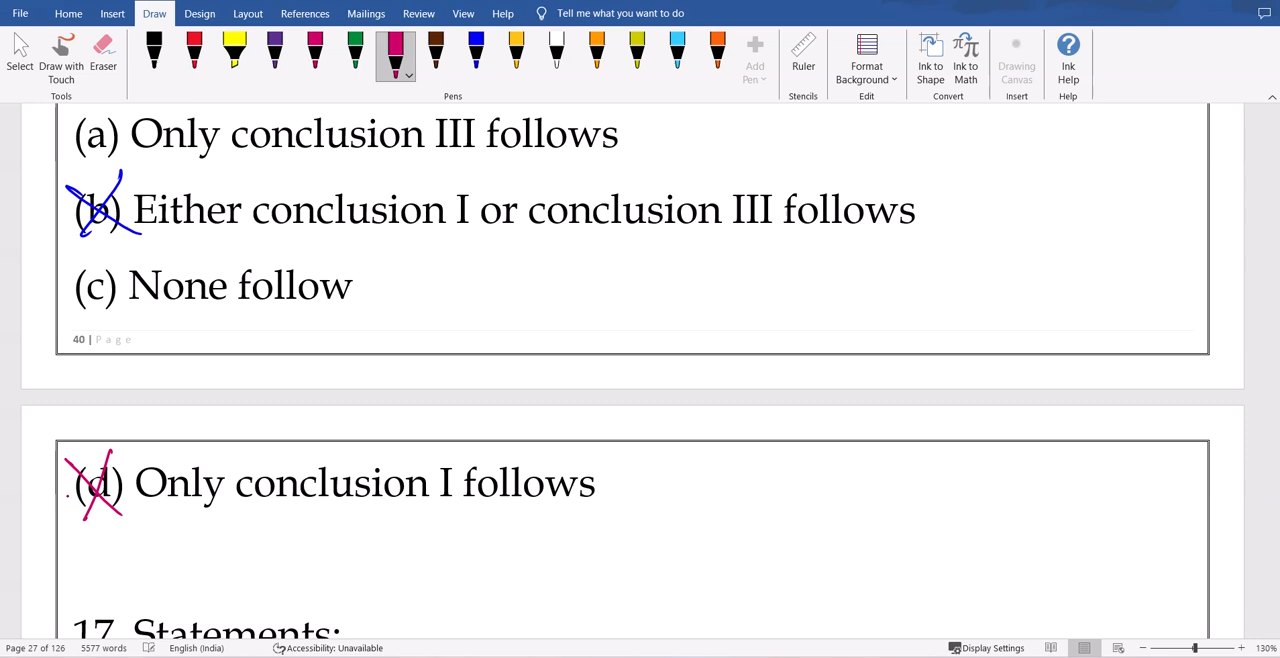 File Home Insert Draw Design Layout References Mailings Review View Help Tell me what you want to do
Select Draw with Touch Eraser Add Pen Ruler Format Background Ink to Shape Ink to Math Drawing Canvas Ink Help
Tools Pens Stencils Edit Convert Insert Help
(a) Only conclusion III follows
(b) Either conclusion I or conclusion III follows
(c) None follow
40 | Page
(d) Only conclusion I follows
17. Statements:
Page 27 of 126 5577 words English (India) Accessibility: Unavailable Display Settings 130%